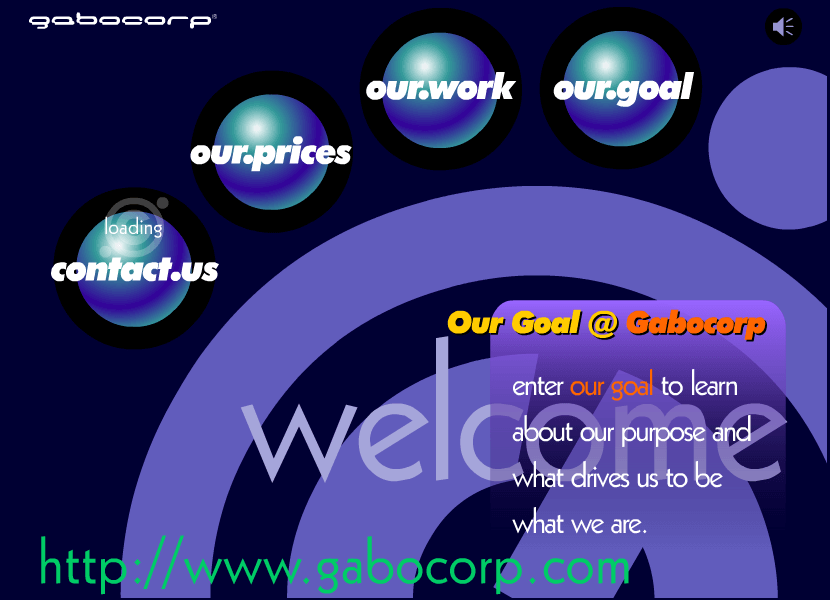 gabocorp®
our.work
our.goal
our.prices
loading
contact.us
Our Goal @ Gabocorp
welcome
enter our goal to learn
about our purpose and
what drives us to be
what we are.
http://www.gabocorp.com